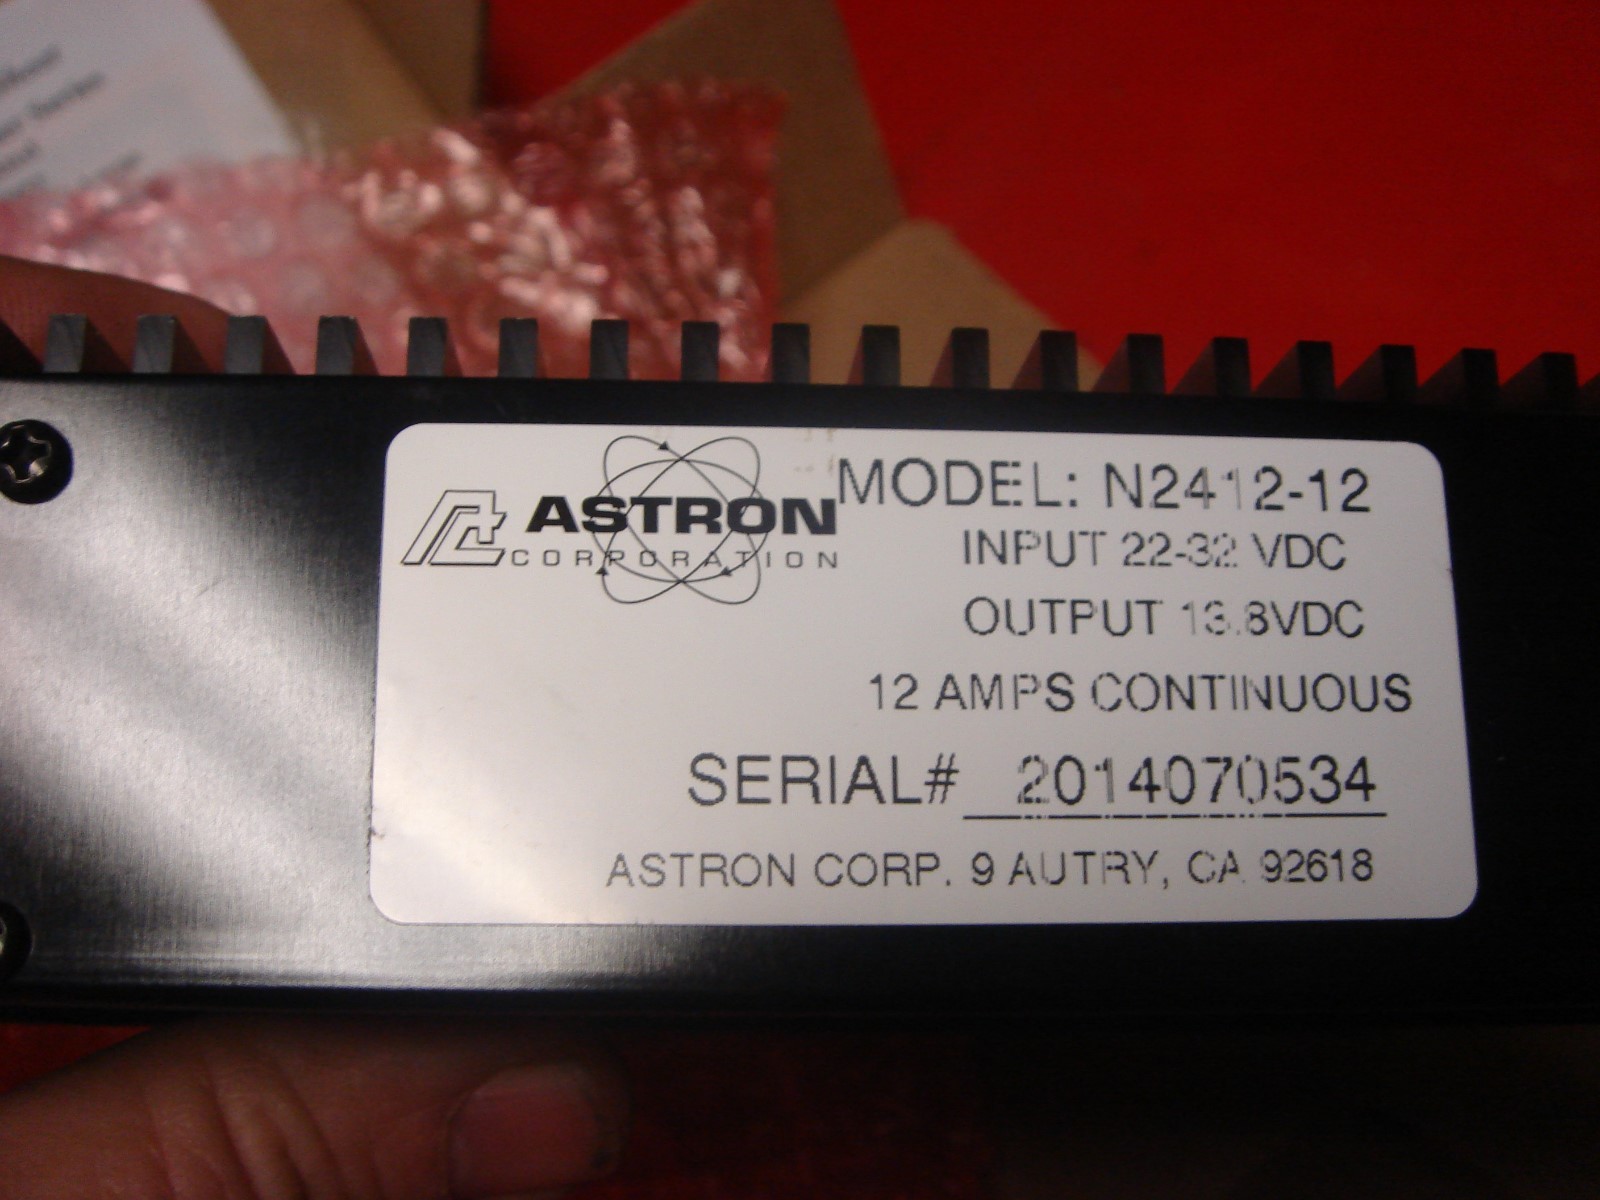 ASTRON
CORPORATION
MODEL: N2412-12
INPUT 22-32 VDC
OUTPUT 13.8VDC
12 AMPS CONTINUOUS
SERIAL# 2014070534
ASTRON CORP. 9 AUTRY, CA 92618